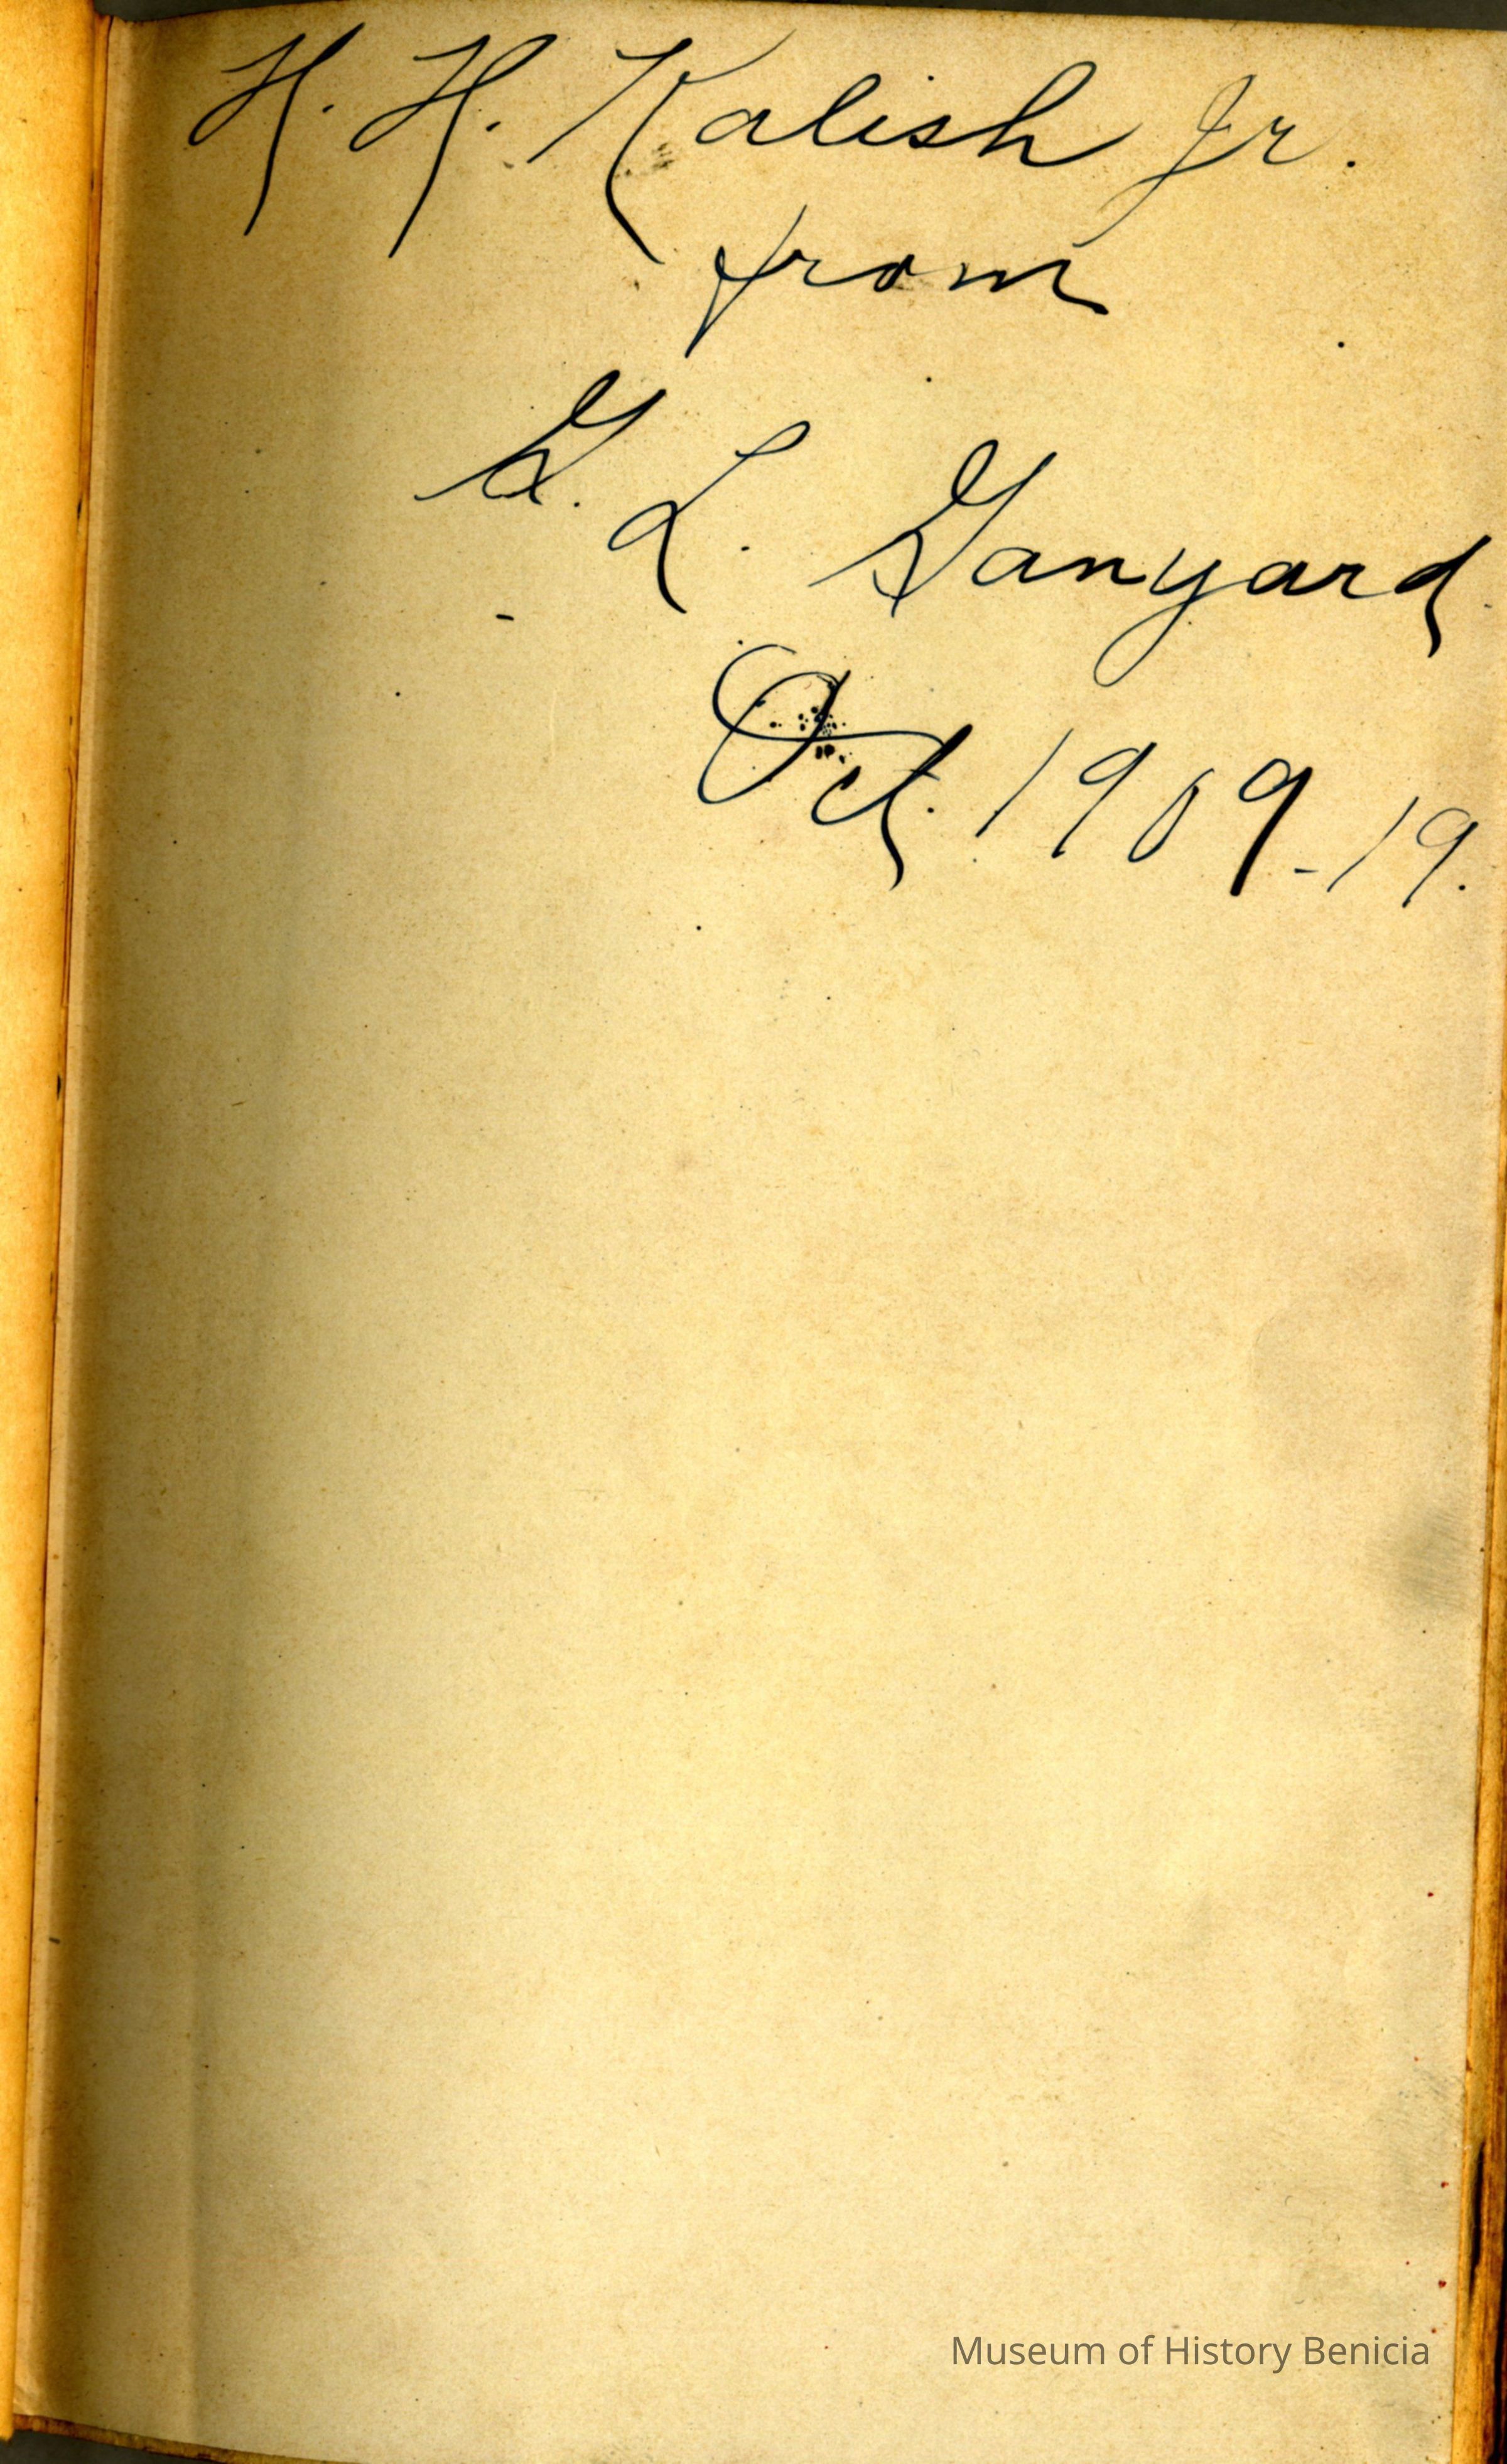 H. H. Kalish Jr.
from
G. L. Ganyard
Oct. 1909-19.
Museum of History Benicia